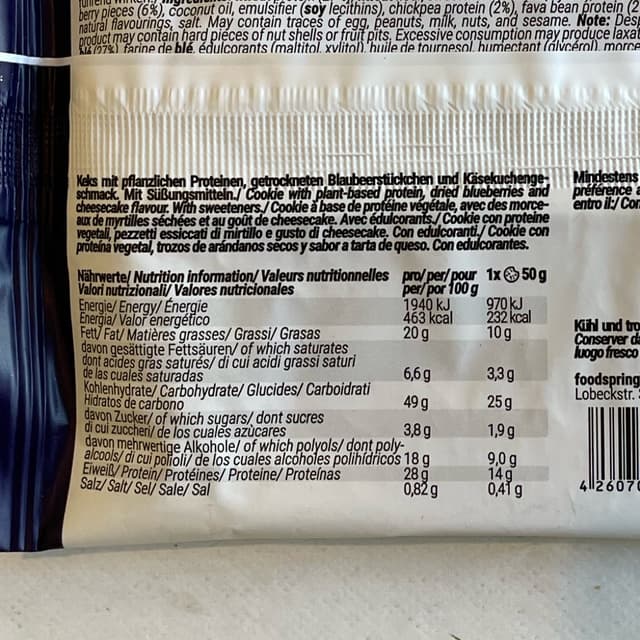 berry pieces (6%), coconut oil, emulsifier (soy lecithins), chickpea protein (2%), fava bean protein (2
natural flavourings, salt. May contain traces of egg, peanuts, milk, nuts, and sesame. Note: Des
product may contain hard pieces of nut shells or fruit pits. Excessive consumption may produce laxat
(27%), farine de blé, édulcorants (maltitol, xylitol), huile de tournesol, humectant (glycérol), morce
Keks mit pflanzlichen Proteinen, getrockneten Blaubeerstückchen und Käsekuchenge-
schmack. Mit Süßungsmitteln./ Cookie with plant-based protein, dried blueberries and
cheesecake flavour. With sweeteners./ Cookie à base de protéine végétale, avec des morce-
aux de myrtilles séchées et au goût de cheesecake. Avec édulcorants./ Cookie con proteine
vegetali, pezzetti essiccati di mirtillo e gusto di cheesecake. Con edulcoranti./ Cookie con
proteína vegetal, trozos de arándanos secos y sabor a tarta de queso. Con edulcorantes.
Nährwerte/ Nutrition information/ Valeurs nutritionnelles pro/ per/ pour 1x 50 g
Valori nutrizionali/ Valores nutricionales per/ por 100 g
Energie/ Energy/ Énergie 1940 kJ 970 kJ
Energia/ Valor energético 463 kcal 232 kcal
Fett/ Fat/ Matières grasses/ Grassi/ Grasas 20 g 10 g
davon gesättigte Fettsäuren/ of which saturates
dont acides gras saturés/ di cui acidi grassi saturi
de las cuales saturadas 6,6 g 3,3 g
Kohlenhydrate/ Carbohydrate/ Glucides/ Carboidrati
Hidratos de carbono 49 g 25 g
davon Zucker/ of which sugars/ dont sucres
di cui zuccheri/ de los cuales azúcares 3,8 g 1,9 g
davon mehrwertige Alkohole/ of which polyols/ dont poly-
alcools/ di cui polioli/ de los cuales alcoholes polihídricos 18 g 9,0 g
Eiweiß/ Protein/ Protéines/ Proteine/ Proteínas 28 g 14 g
Salz/ Salt/ Sel/ Sale/ Sal 0,82 g 0,41 g
Mindestens
préférence
entro il:/ Con
Kühl und tro
Conserver da
luogo fresco
foodspring
Lobeckstr.
4 26070